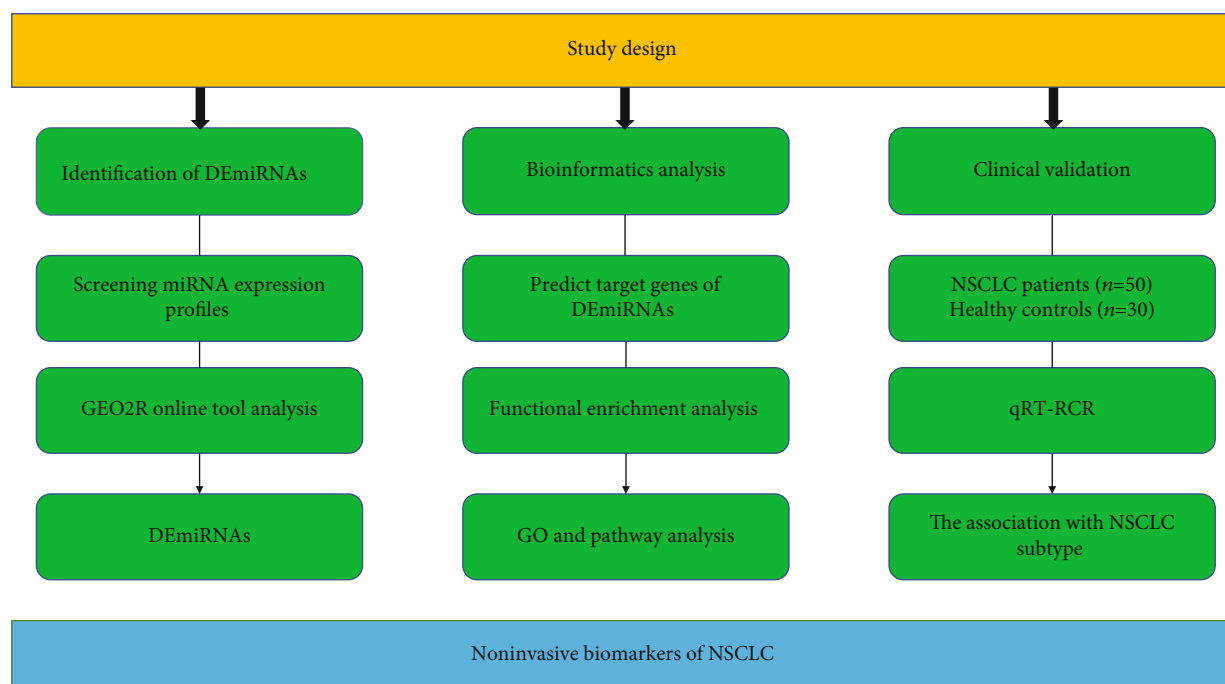 Study design
Identification of DEmiRNAs
Screening miRNA expression
profiles
GEO2R online tool analysis
DEmiRNAs
Bioinformatics analysis
Predict target genes of
DEmiRNAs
Functional enrichment analysis
GO and pathway analysis
Clinical validation
NSCLC patients (n=50)
Healthy controls (n=30)
qRT-RCR
The association with NSCLC
subtype
Noninvasive biomarkers of NSCLC